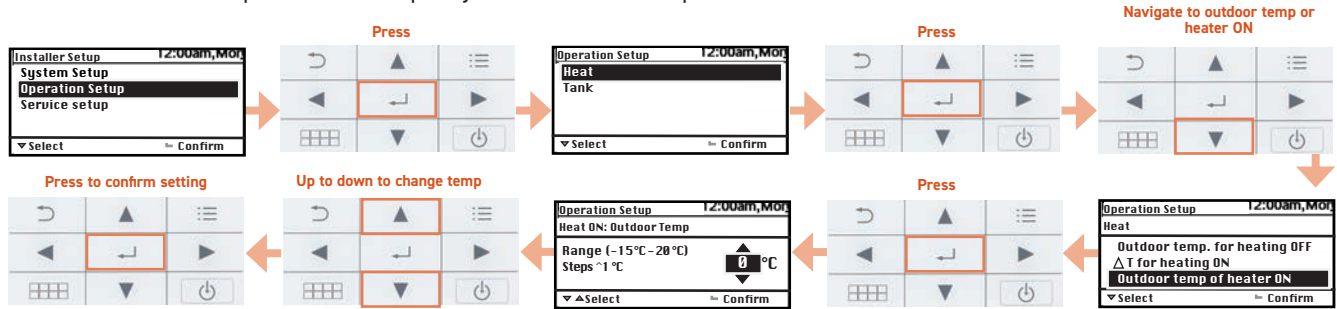 Press
Press
Navigate to outdoor temp or
heater ON
Installer Setup 12:00am,Mon
System Setup
Operation Setup
Service setup
▼Select Confirm
Operation Setup 12:00am,Mon
Heat
Tank
▼Select Confirm
Press to confirm setting
Up to down to change temp
Press
Operation Setup 12:00am,Mon
Heat ON: Outdoor Temp
Range (-15°C-20°C)
Steps ^1°C
0 °C
▼▲Select Confirm
Operation Setup 12:00am,Mon
Heat
Outdoor temp. for heating OFF
△T for heating ON
Outdoor temp of heater ON
▼Select Confirm